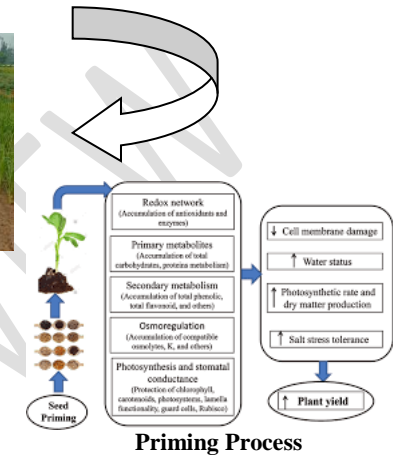 Redox network
(Accumulation of antioxidants and
enzymes)
Primary metabolites
(Accumulation of total
carbohydrates, proteins metabolism)
Secondary metabolism
(Accumulation of total phenolic,
total flavonoid, and others)
Osmoregulation
(Accumulation of compatible
osmolytes, K, and others)
Photosynthesis and stomatal
conductance
(Protection of chlorophyll,
carotenoids, photosystems, lamella
functionality, guard cells, Rubisco)
↓ Cell membrane damage
↑ Water status
↑ Photosynthetic rate and
dry matter production
↑ Salt stress tolerance
↑ Plant yield
Seed
Priming
Priming Process